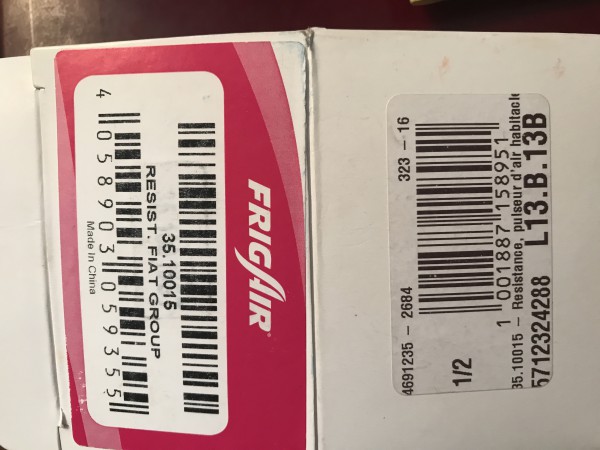 FRIGAIR®
35.10015
RESIST. FIAT GROUP
4 058903 059355
Made in China
4691235 - 2684 323 - 16
1 001887 158951
1/2
35.10015 - Resistance, pulseur d'air habitacle
5712324288 L13.B.13B